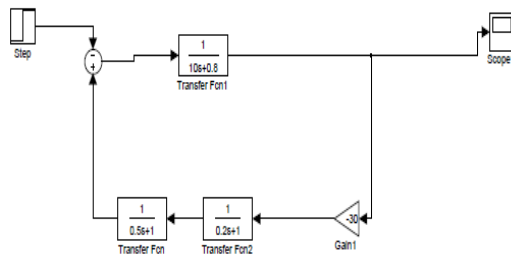 Step
−
+
1
10s+0.8
Transfer Fcn1
Scope
1
0.5s+1
Transfer Fcn
1
0.2s+1
Transfer Fcn2
-30
Gain1